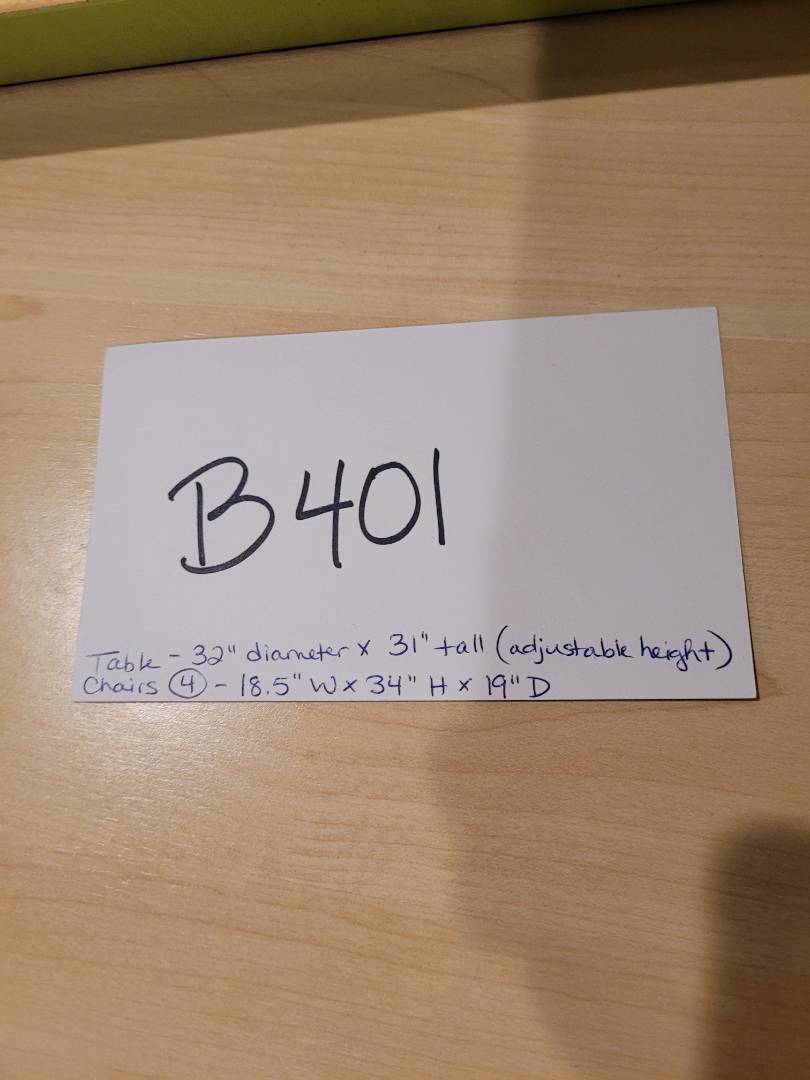 B401
Table - 32" diameter x 31" tall (adjustable height)
Chairs 4 - 18.5" W x 34" H x 19" D